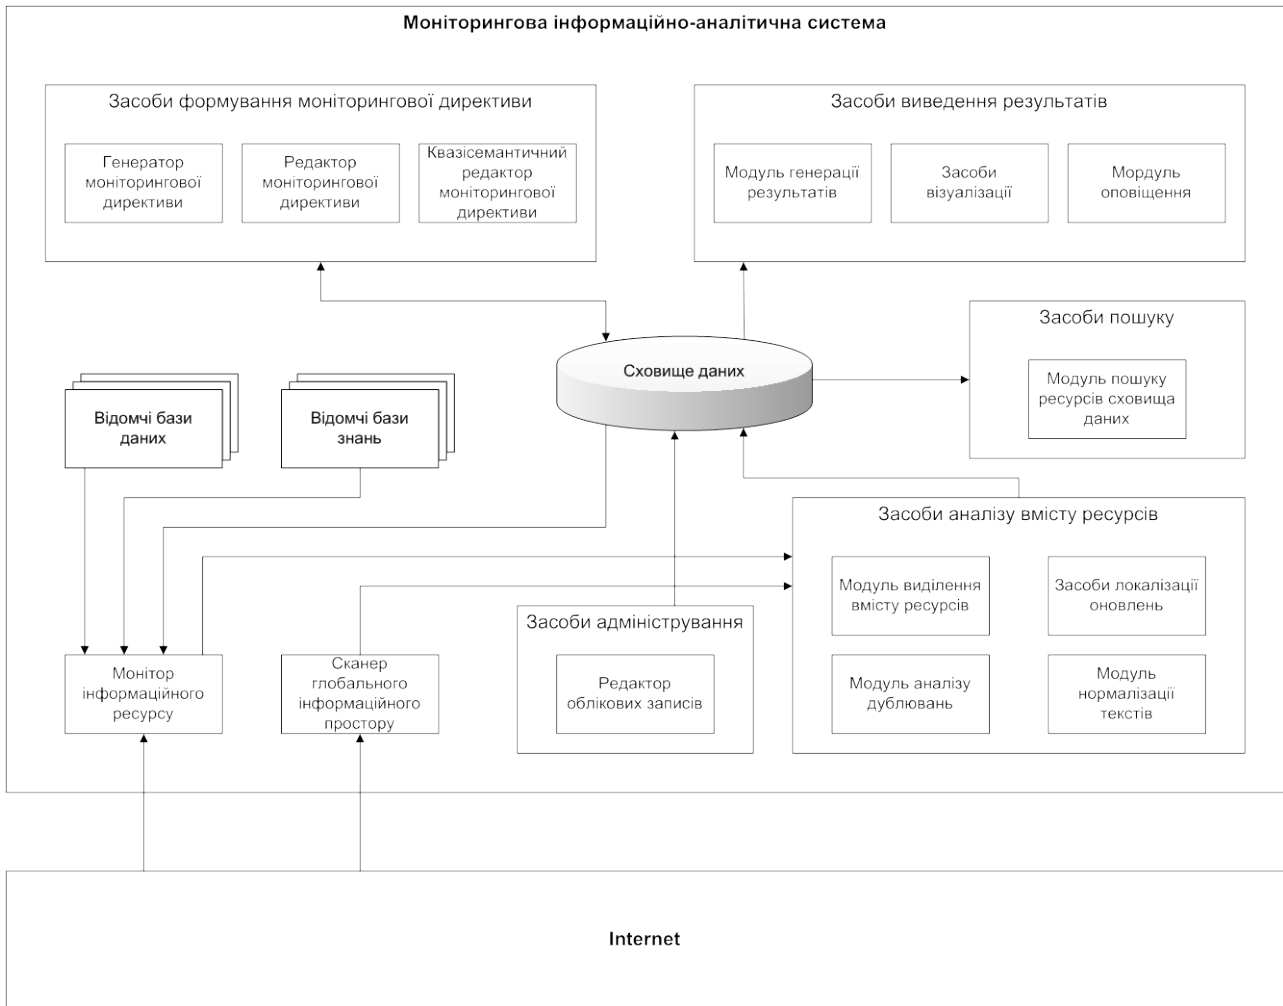 Моніторингова інформаційно-аналітична система
Засоби формування моніторингової директиви
Генератор
моніторингової
директиви
Редактор
моніторингової
директиви
Квазісемантичний
редактор
моніторингової
директиви
Засоби виведення результатів
Модуль генерації
результатів
Засоби
візуалізації
Мордуль
оповіщення
Засоби пошуку
Модуль пошуку
ресурсів сховища
даних
Сховище даних
Відомчі бази
даних
Відомчі бази
знань
Засоби аналізу вмісту ресурсів
Модуль виділення
вмісту ресурсів
Засоби локалізації
оновлень
Модуль аналізу
дублювань
Модуль
нормалізації
текстів
Засоби адміністрування
Редактор
облікових записів
Монітор
інформаційного
ресурсу
Сканер
глобального
інформаційного
простору
Internet